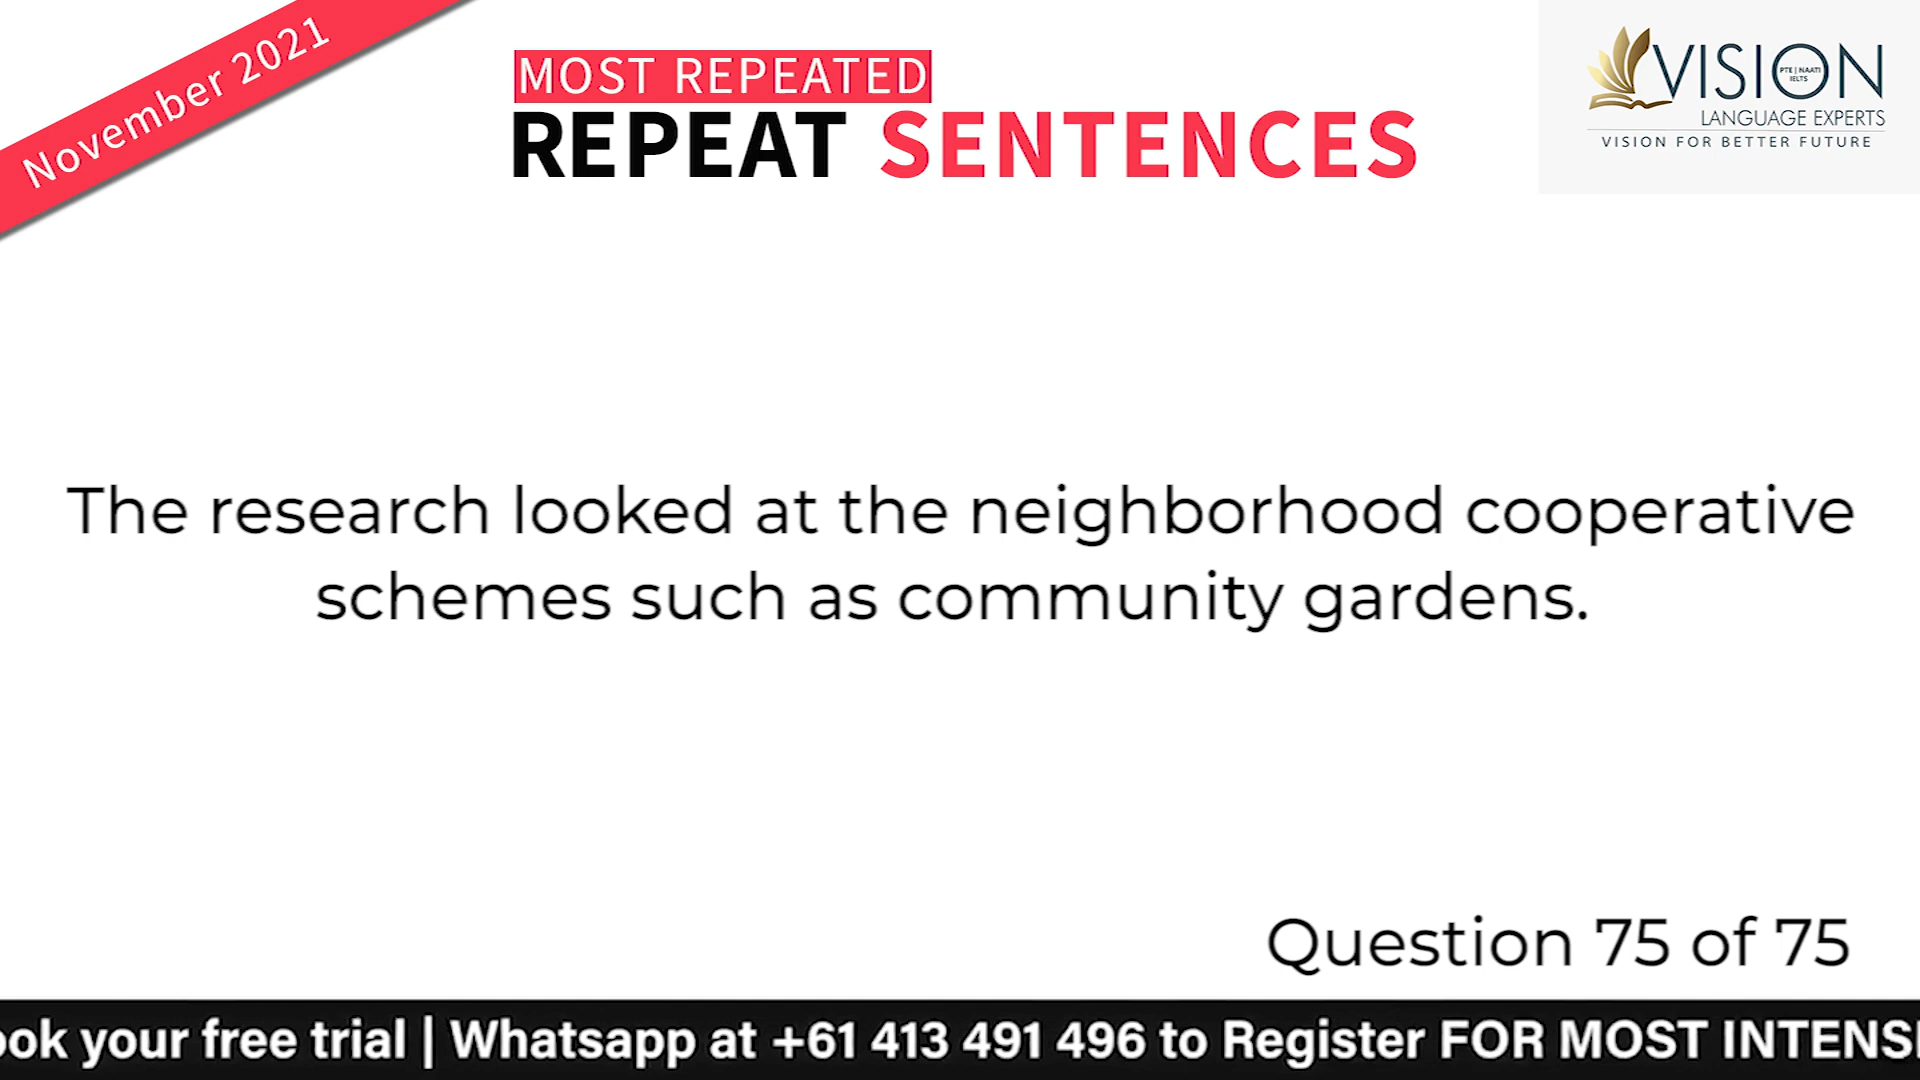 November 2021
MOST REPEATED
REPEAT SENTENCES
VISION
PTE | NAATI
IELTS
LANGUAGE EXPERTS
VISION FOR BETTER FUTURE
The research looked at the neighborhood cooperative
schemes such as community gardens.
Question 75 of 75
ook your free trial | Whatsapp at +61 413 491 496 to Register FOR MOST INTENS